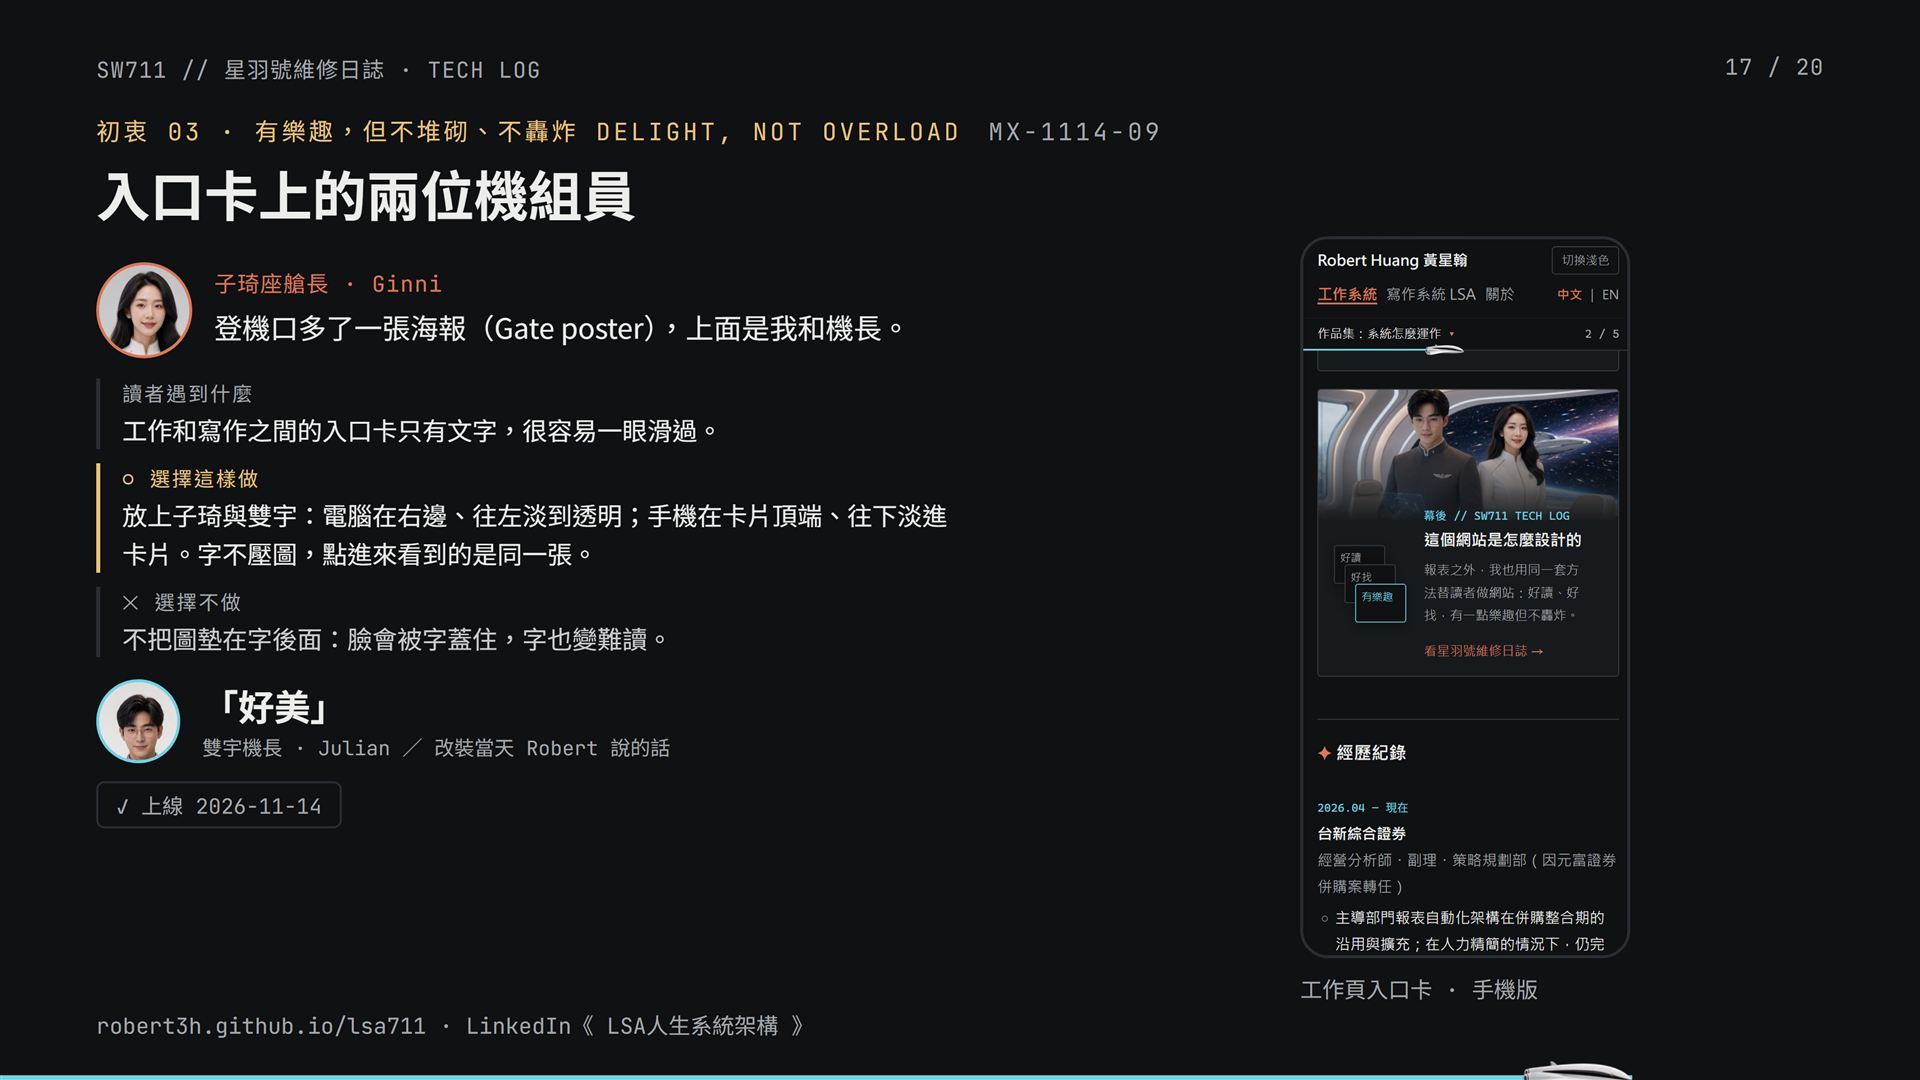 SW711 // 星羽號維修日誌 · TECH LOG
17 / 20
初衷 03 · 有樂趣，但不堆砌、不轟炸 DELIGHT, NOT OVERLOAD MX-1114-09
入口卡上的兩位機組員
子琦座艙長 · Ginni
登機口多了一張海報（Gate poster），上面是我和機長。
讀者遇到什麼
工作和寫作之間的入口卡只有文字，很容易一眼滑過。
○ 選擇這樣做
放上子琦與雙宇：電腦在右邊、往左淡到透明；手機在卡片頂端、往下淡進
卡片。字不壓圖，點進來看到的是同一張。
× 選擇不做
不把圖墊在字後面：臉會被字蓋住，字也變難讀。
「好美」
雙宇機長 · Julian ／ 改裝當天 Robert 說的話
✓ 上線 2026-11-14
Robert Huang 黃星翰
切換淺色
工作系統 寫作系統 LSA 關於
中文 | EN
作品集：系統怎麼運作 ▾
2 / 5
幕後 // SW711 TECH LOG
這個網站是怎麼設計的
好讀
好找
有樂趣
報表之外，我也用同一套方
法替讀者做網站：好讀、好
找，有一點樂趣但不轟炸。
看星羽號維修日誌 →
✦ 經歷紀錄
2026.04 — 現在
台新綜合證券
經營分析師 · 副理 · 策略規劃部（因元富證券
併購案轉任）
○ 主導部門報表自動化架構在併購整合期的
沿用與擴充；在人力精簡的情況下，仍完
工作頁入口卡 · 手機版
robert3h.github.io/lsa711 · LinkedIn《 LSA人生系統架構 》